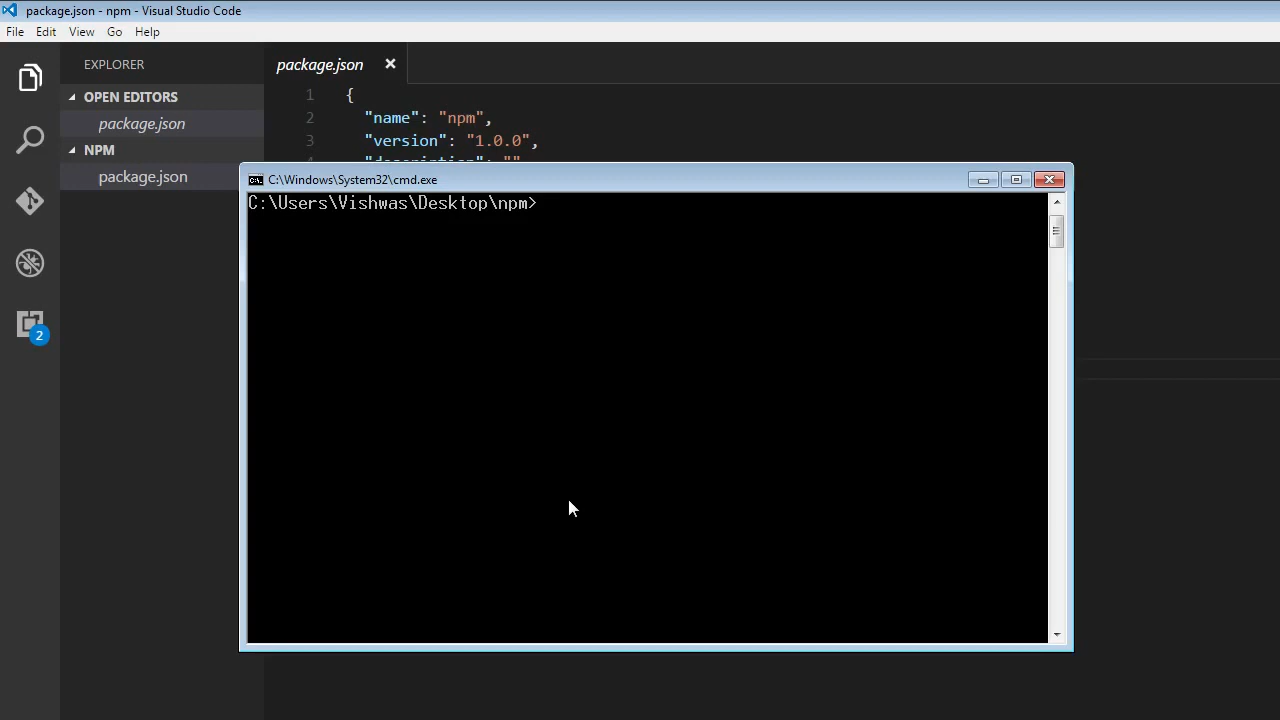 package.json - npm - Visual Studio Code
File Edit View Go Help
EXPLORER
OPEN EDITORS
package.json
NPM
package.json
2
package.json
1 {
2 "name": "npm",
3 "version": "1.0.0",
4 "description": ""
C:\Windows\System32\cmd.exe
C:\Users\Vishwas\Desktop\npm>